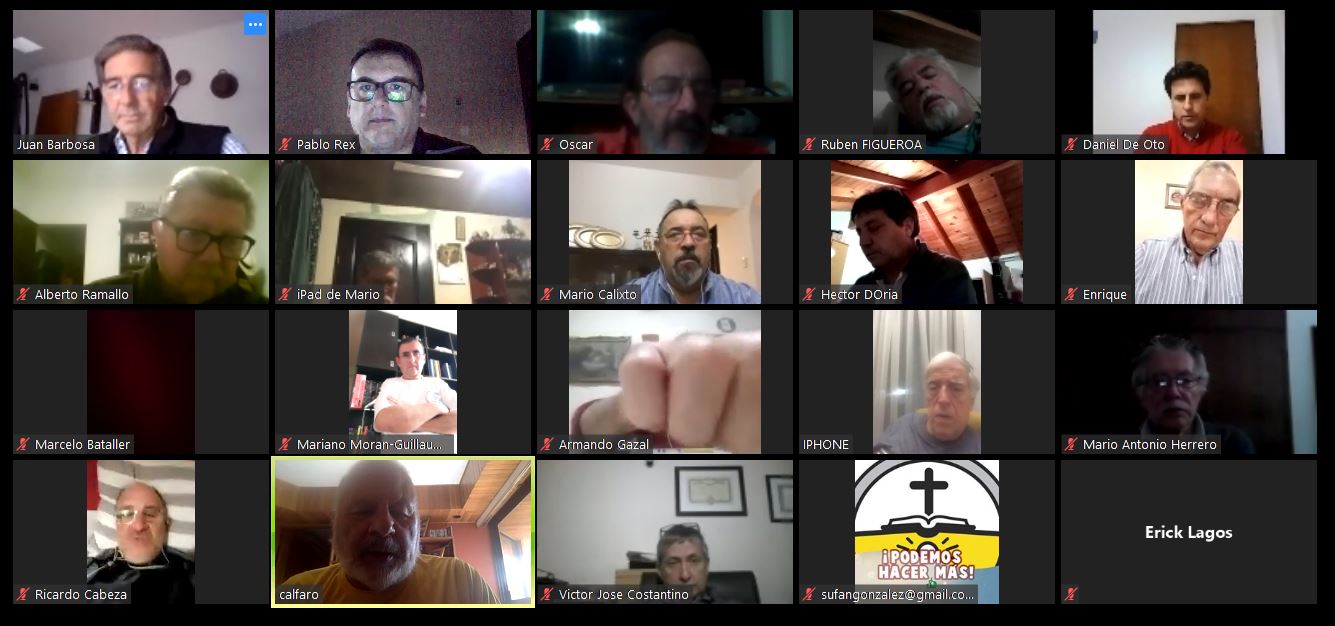 Juan Barbosa
Pablo Rex
Oscar
Ruben FIGUEROA
Daniel De Oto
Alberto Ramallo
iPad de Mario
Mario Calixto
Hector DOria
Enrique
Marcelo Bataller
Mariano Moran-Guillau...
Armando Gazal
IPHONE
Mario Antonio Herrero
Ricardo Cabeza
calfaro
Victor Jose Costantino
¡PODEMOS
HACER MÁS!
sufangonzalez@gmail.co...
Erick Lagos